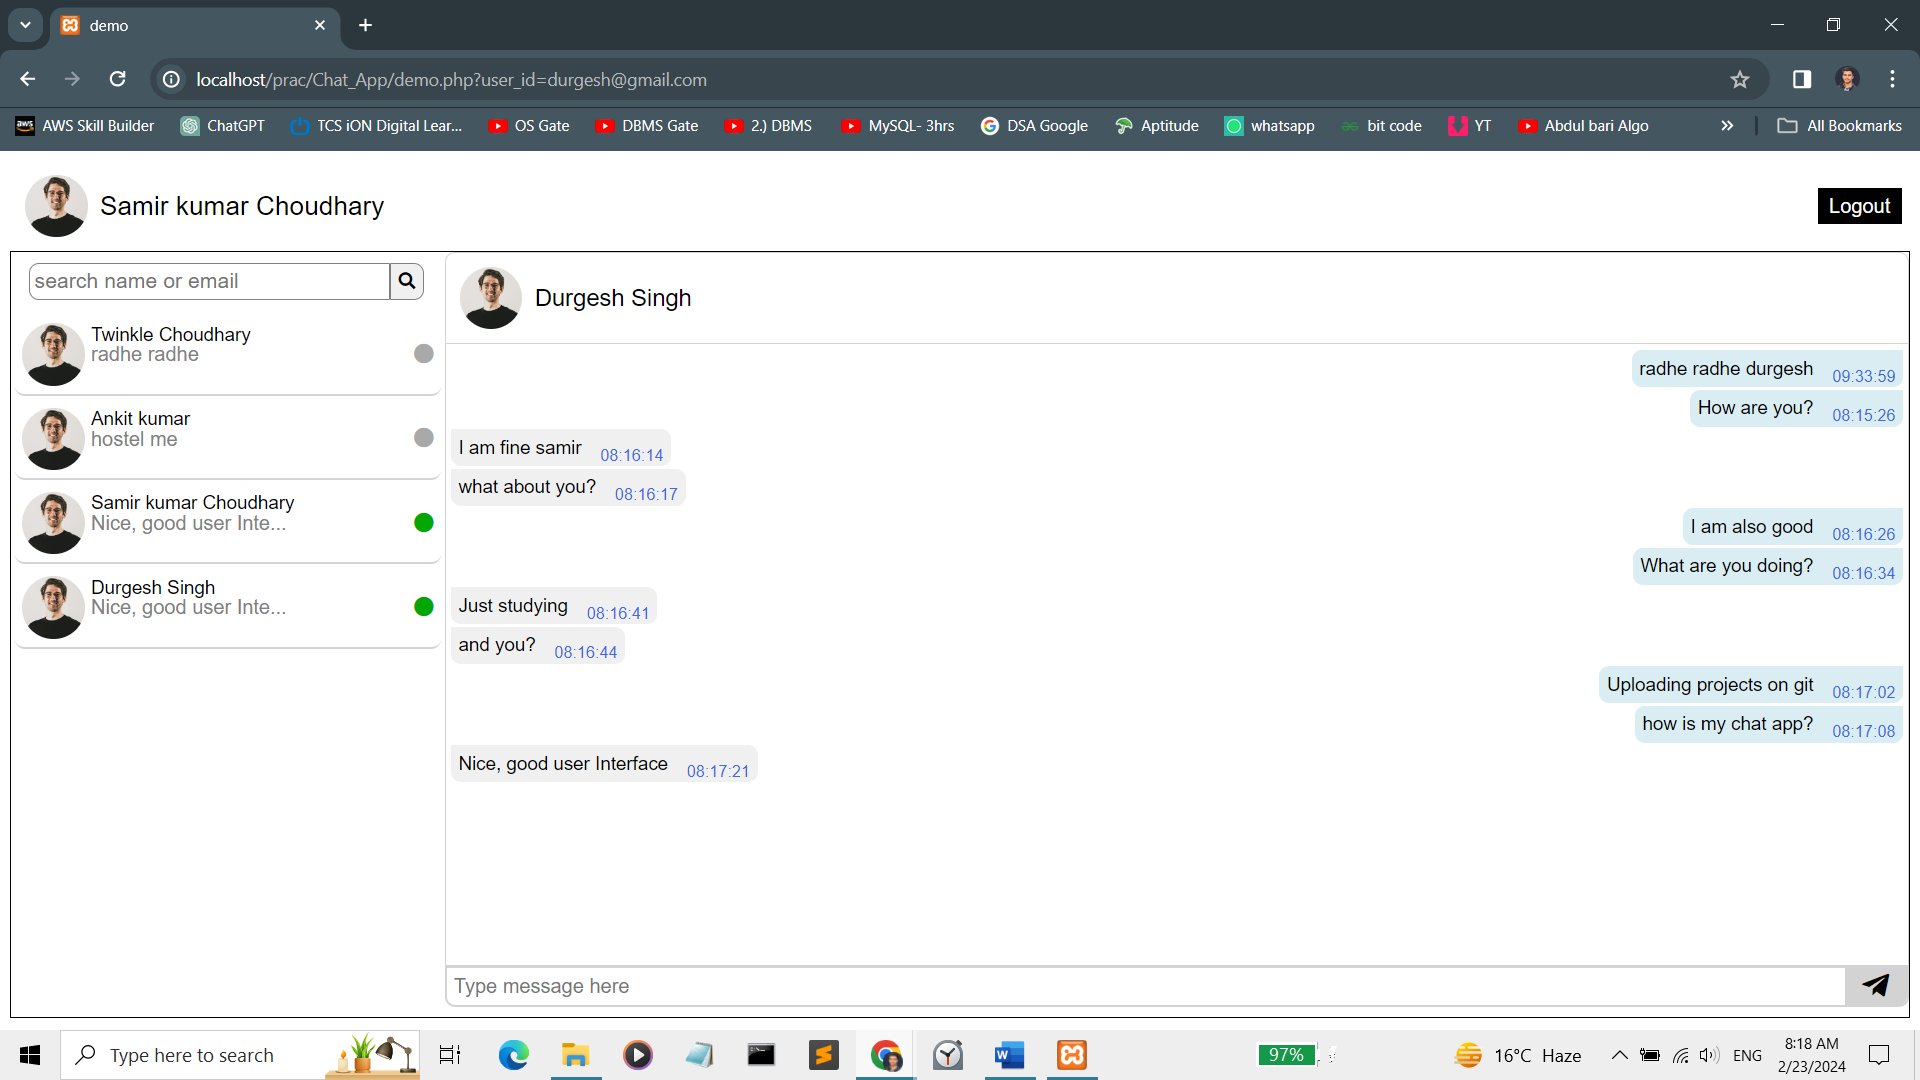 demo
localhost/prac/Chat_App/demo.php?user_id=durgesh@gmail.com
aws AWS Skill Builder ChatGPT TCS iON Digital Lear... OS Gate DBMS Gate 2.) DBMS MySQL- 3hrs DSA Google Aptitude whatsapp bit code YT Abdul bari Algo All Bookmarks
Samir kumar Choudhary
Logout
search name or email
Twinkle Choudhary
radhe radhe
Ankit kumar
hostel me
Samir kumar Choudhary
Nice, good user Inte...
Durgesh Singh
Nice, good user Inte...
Durgesh Singh
radhe radhe durgesh 09:33:59
How are you? 08:15:26
I am fine samir 08:16:14
what about you? 08:16:17
I am also good 08:16:26
What are you doing? 08:16:34
Just studying 08:16:41
and you? 08:16:44
Uploading projects on git 08:17:02
how is my chat app? 08:17:08
Nice, good user Interface 08:17:21
Type message here
Type here to search
97%
16°C Haze
ENG
8:18 AM
2/23/2024